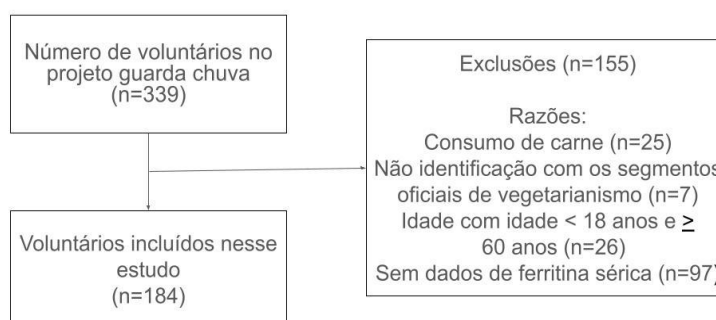 Número de voluntários no
projeto guarda chuva
(n=339)
Exclusões (n=155)
Razões:
Consumo de carne (n=25)
Não identificação com os segmentos
oficiais de vegetarianismo (n=7)
Idade com idade < 18 anos e ≥
60 anos (n=26)
Sem dados de ferritina sérica (n=97)
Voluntários incluídos nesse
estudo
(n=184)